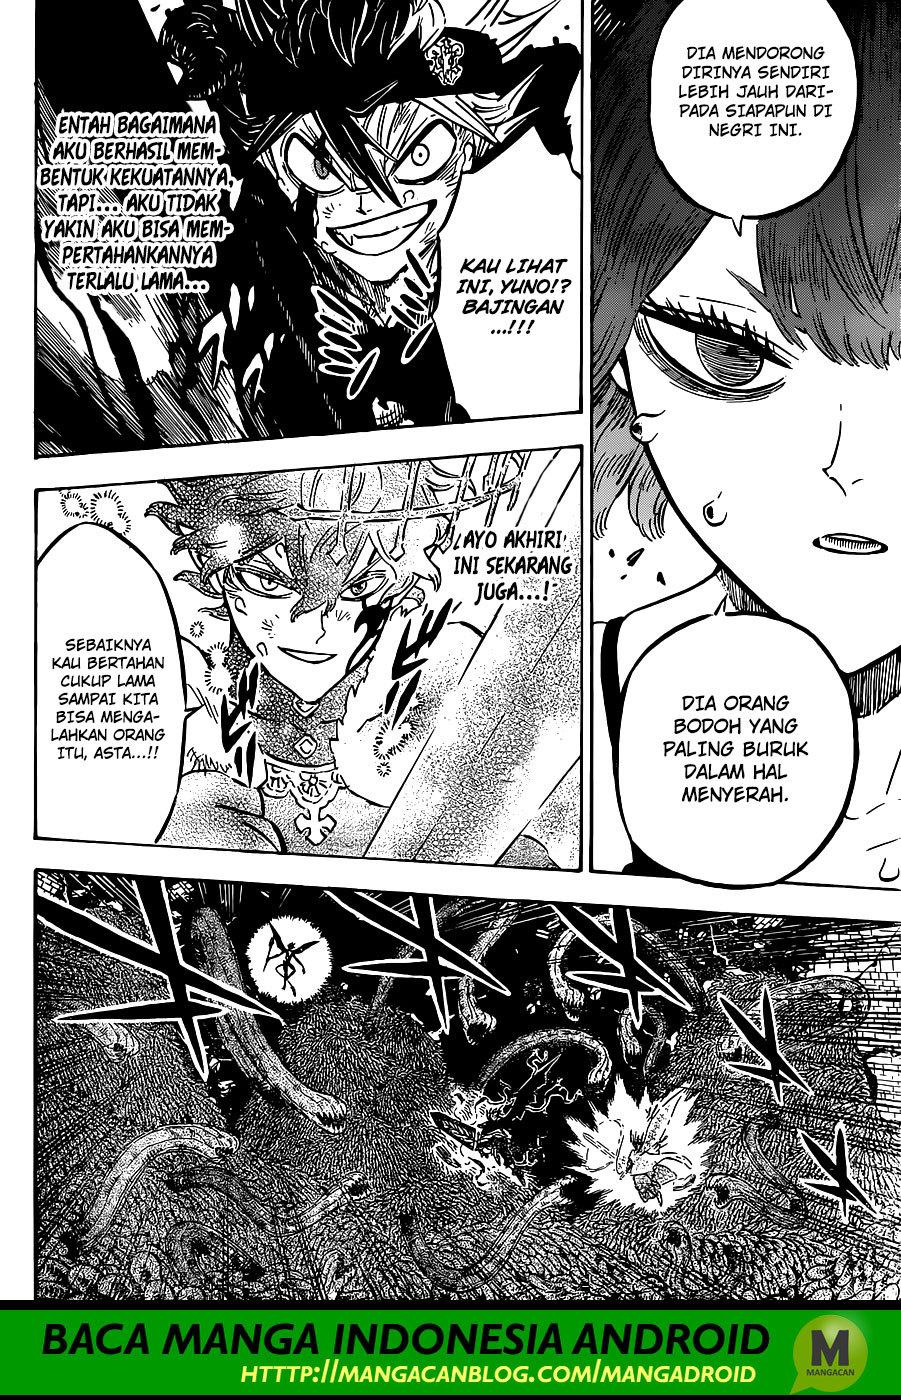 DIA MENDORONG
DIRINYA SENDIRI
LEBIH JAUH DARI-
PADA SIAPAPUN DI
NEGRI INI.
DIA ORANG
BODOH YANG
PALING BURUK
DALAM HAL
MENYERAH.
KAU LIHAT
INI, YUNO!?
BAJINGAN
...!!!
ENTAH BAGAIMANA
AKU BERHASIL MEM-
BENTUK KEKUATANNYA,
TAPI... AKU TIDAK
YAKIN AKU BISA MEM-
PERTAHANKANNYA
TERLALU LAMA...
AYO AKHIRI
INI SEKARANG
JUGA...!
SEBAIKNYA
KAU BERTAHAN
CUKUP LAMA
SAMPAI KITA
BISA MENGA-
LAHKAN ORANG
ITU, ASTA...!!
BACA MANGA INDONESIA ANDROID
HTTTP://MANGACANBLOG.COM/MANGADROID
M
MANGACAN